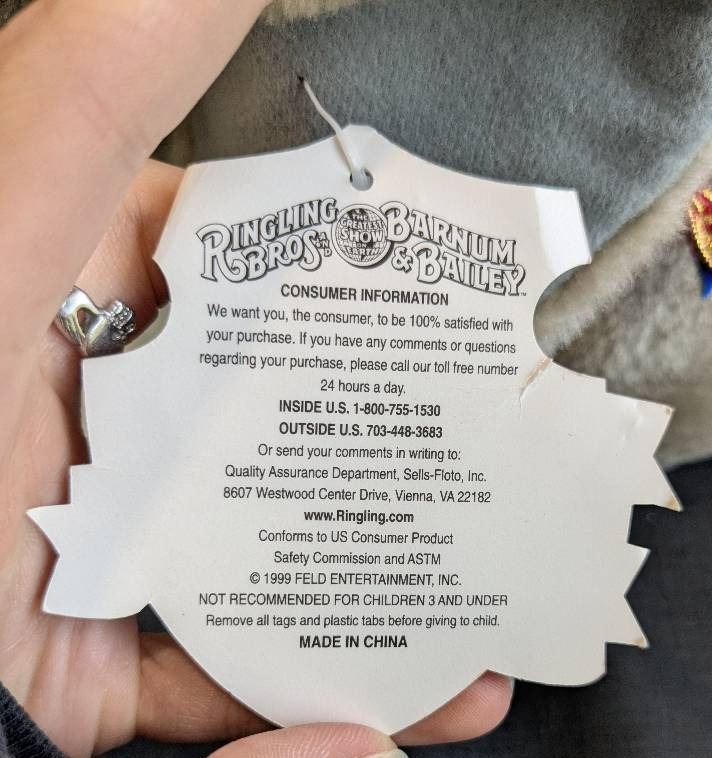 RINGLING BROS AND THE GREATEST SHOW ON EARTH BARNUM & BAILEY™
CONSUMER INFORMATION
We want you, the consumer, to be 100% satisfied with
your purchase. If you have any comments or questions
regarding your purchase, please call our toll free number
24 hours a day.
INSIDE U.S. 1-800-755-1530
OUTSIDE U.S. 703-448-3683
Or send your comments in writing to:
Quality Assurance Department, Sells-Floto, Inc.
8607 Westwood Center Drive, Vienna, VA 22182
www.Ringling.com
Conforms to US Consumer Product
Safety Commission and ASTM
© 1999 FELD ENTERTAINMENT, INC.
NOT RECOMMENDED FOR CHILDREN 3 AND UNDER
Remove all tags and plastic tabs before giving to child.
MADE IN CHINA